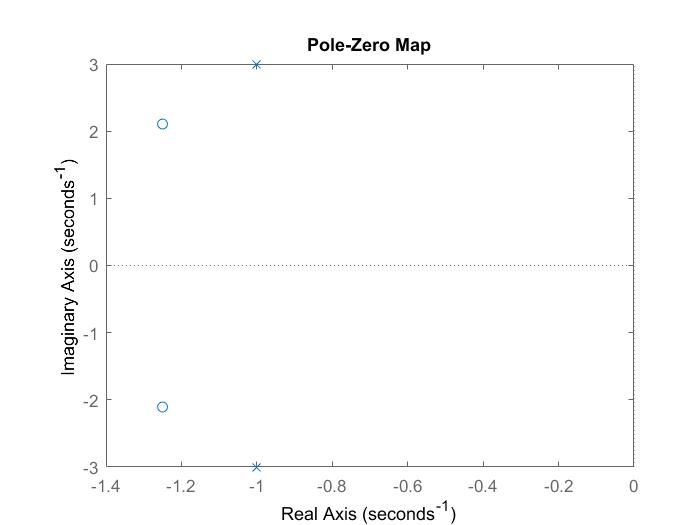 Pole-Zero Map
Imaginary Axis (seconds⁻¹)
3
2
1
0
-1
-2
-3
-1.4 -1.2 -1 -0.8 -0.6 -0.4 -0.2 0
Real Axis (seconds⁻¹)